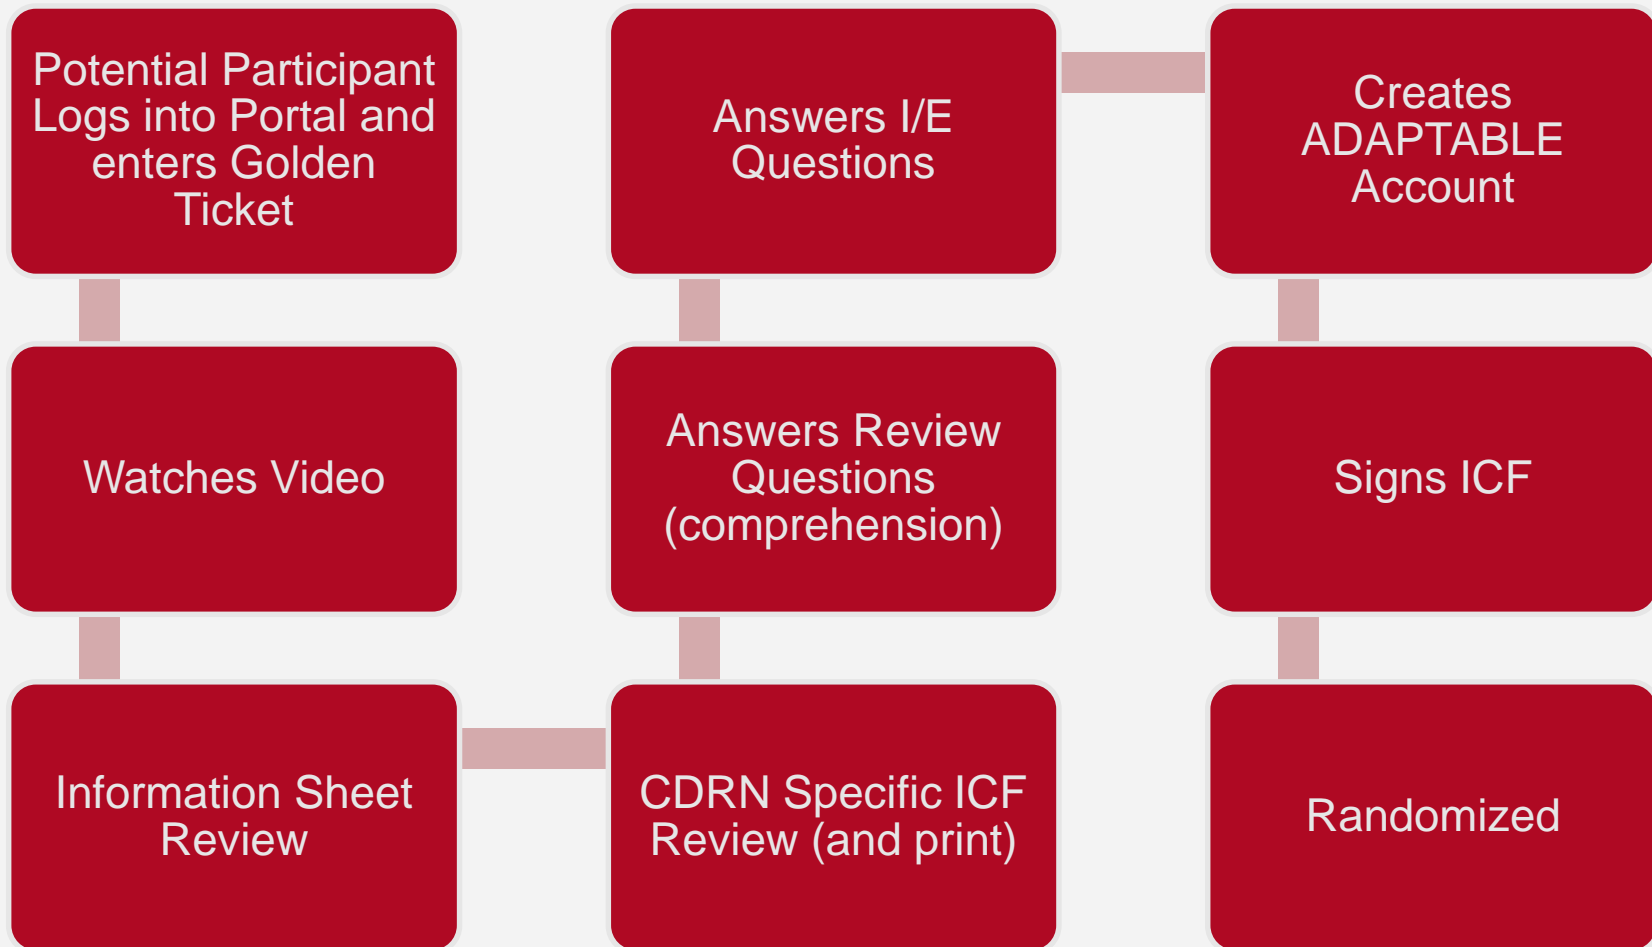 Potential Participant
Logs into Portal and
enters Golden
Ticket
Watches Video
Information Sheet
Review
CDRN Specific ICF
Review (and print)
Answers Review
Questions
(comprehension)
Answers I/E
Questions
Creates
ADAPTABLE
Account
Signs ICF
Randomized